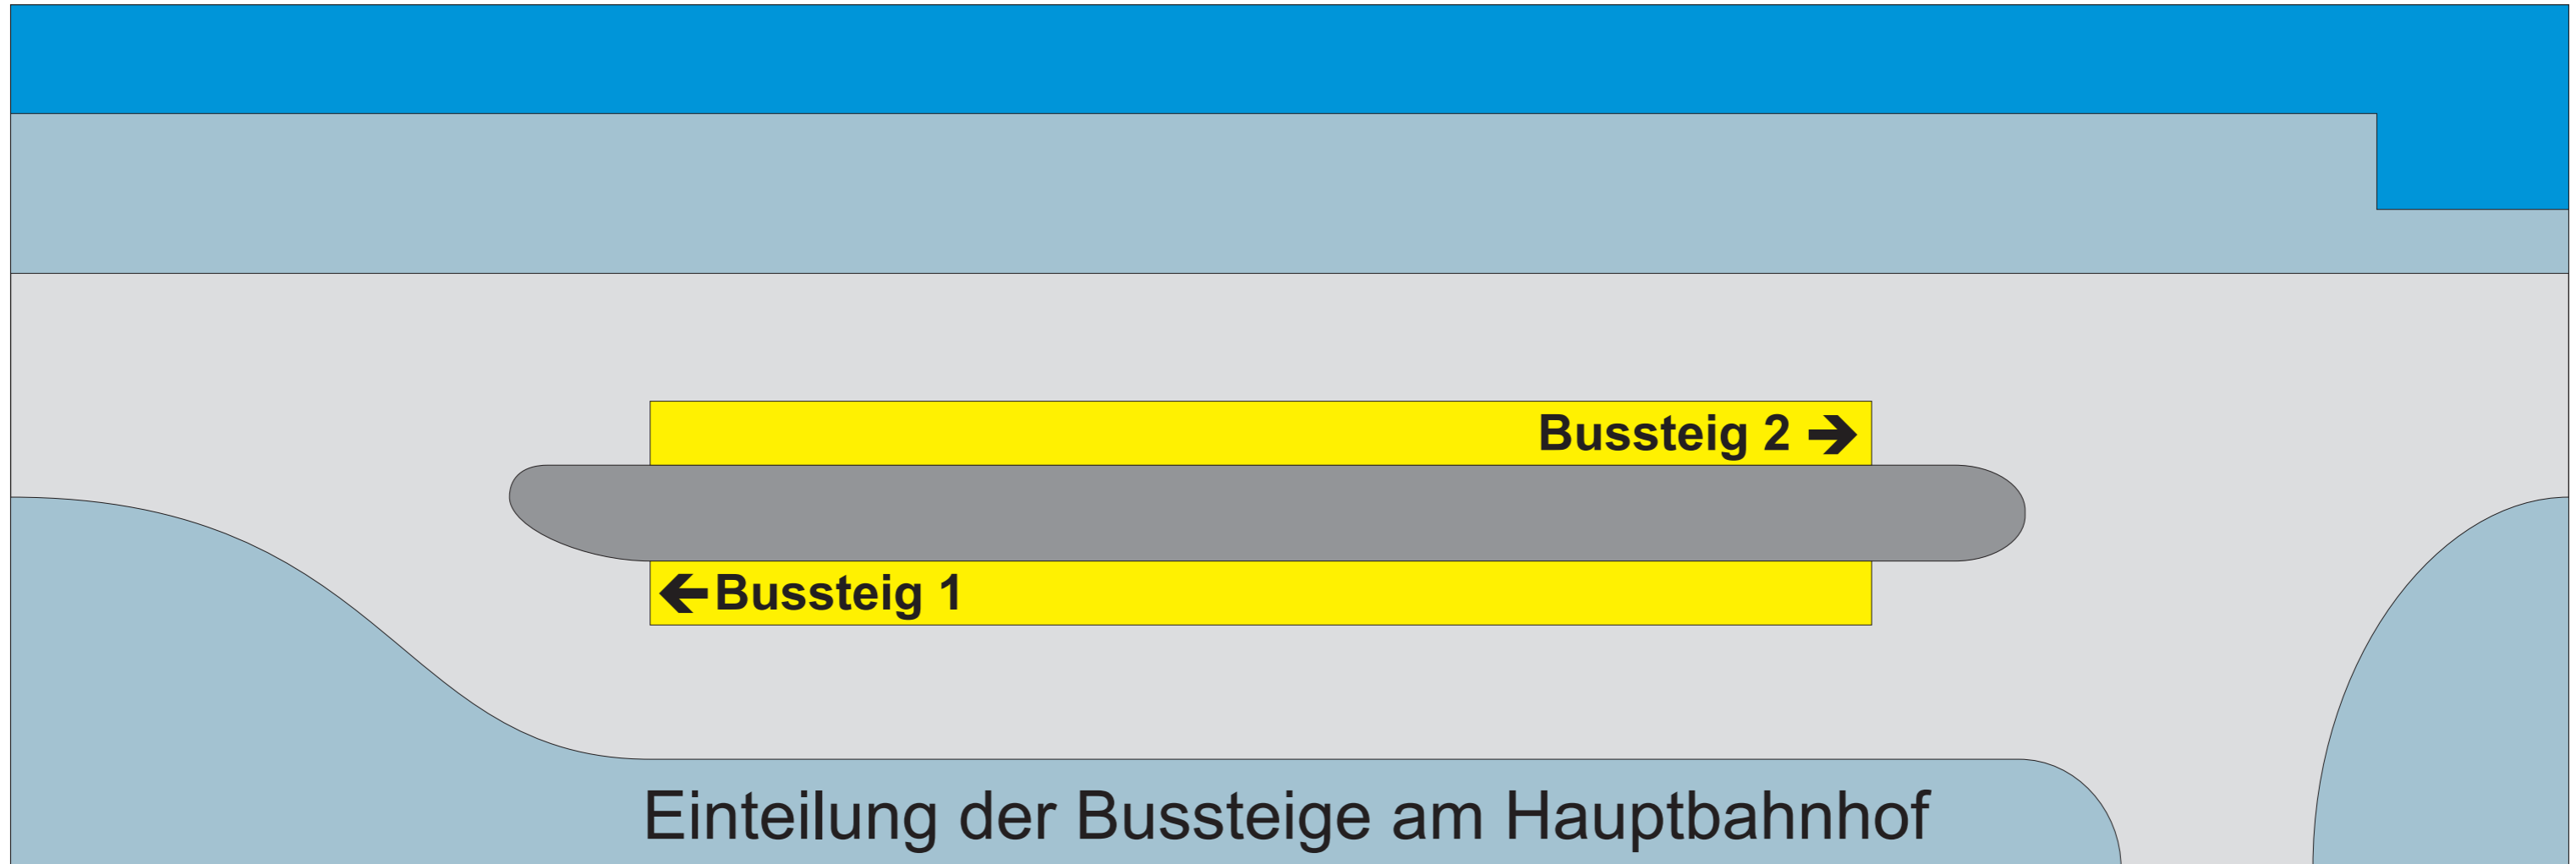 Bussteig 2 →
← Bussteig 1
Einteilung der Bussteige am Hauptbahnhof